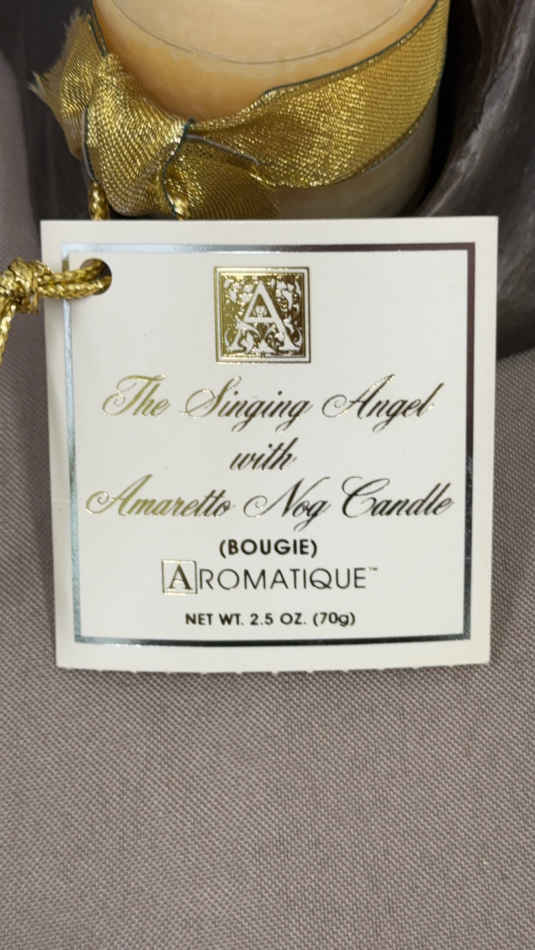 A
The Singing Angel
with
Amaretto Nog Candle
(BOUGIE)
AROMATIQUE™
NET WT. 2.5 OZ. (70g)